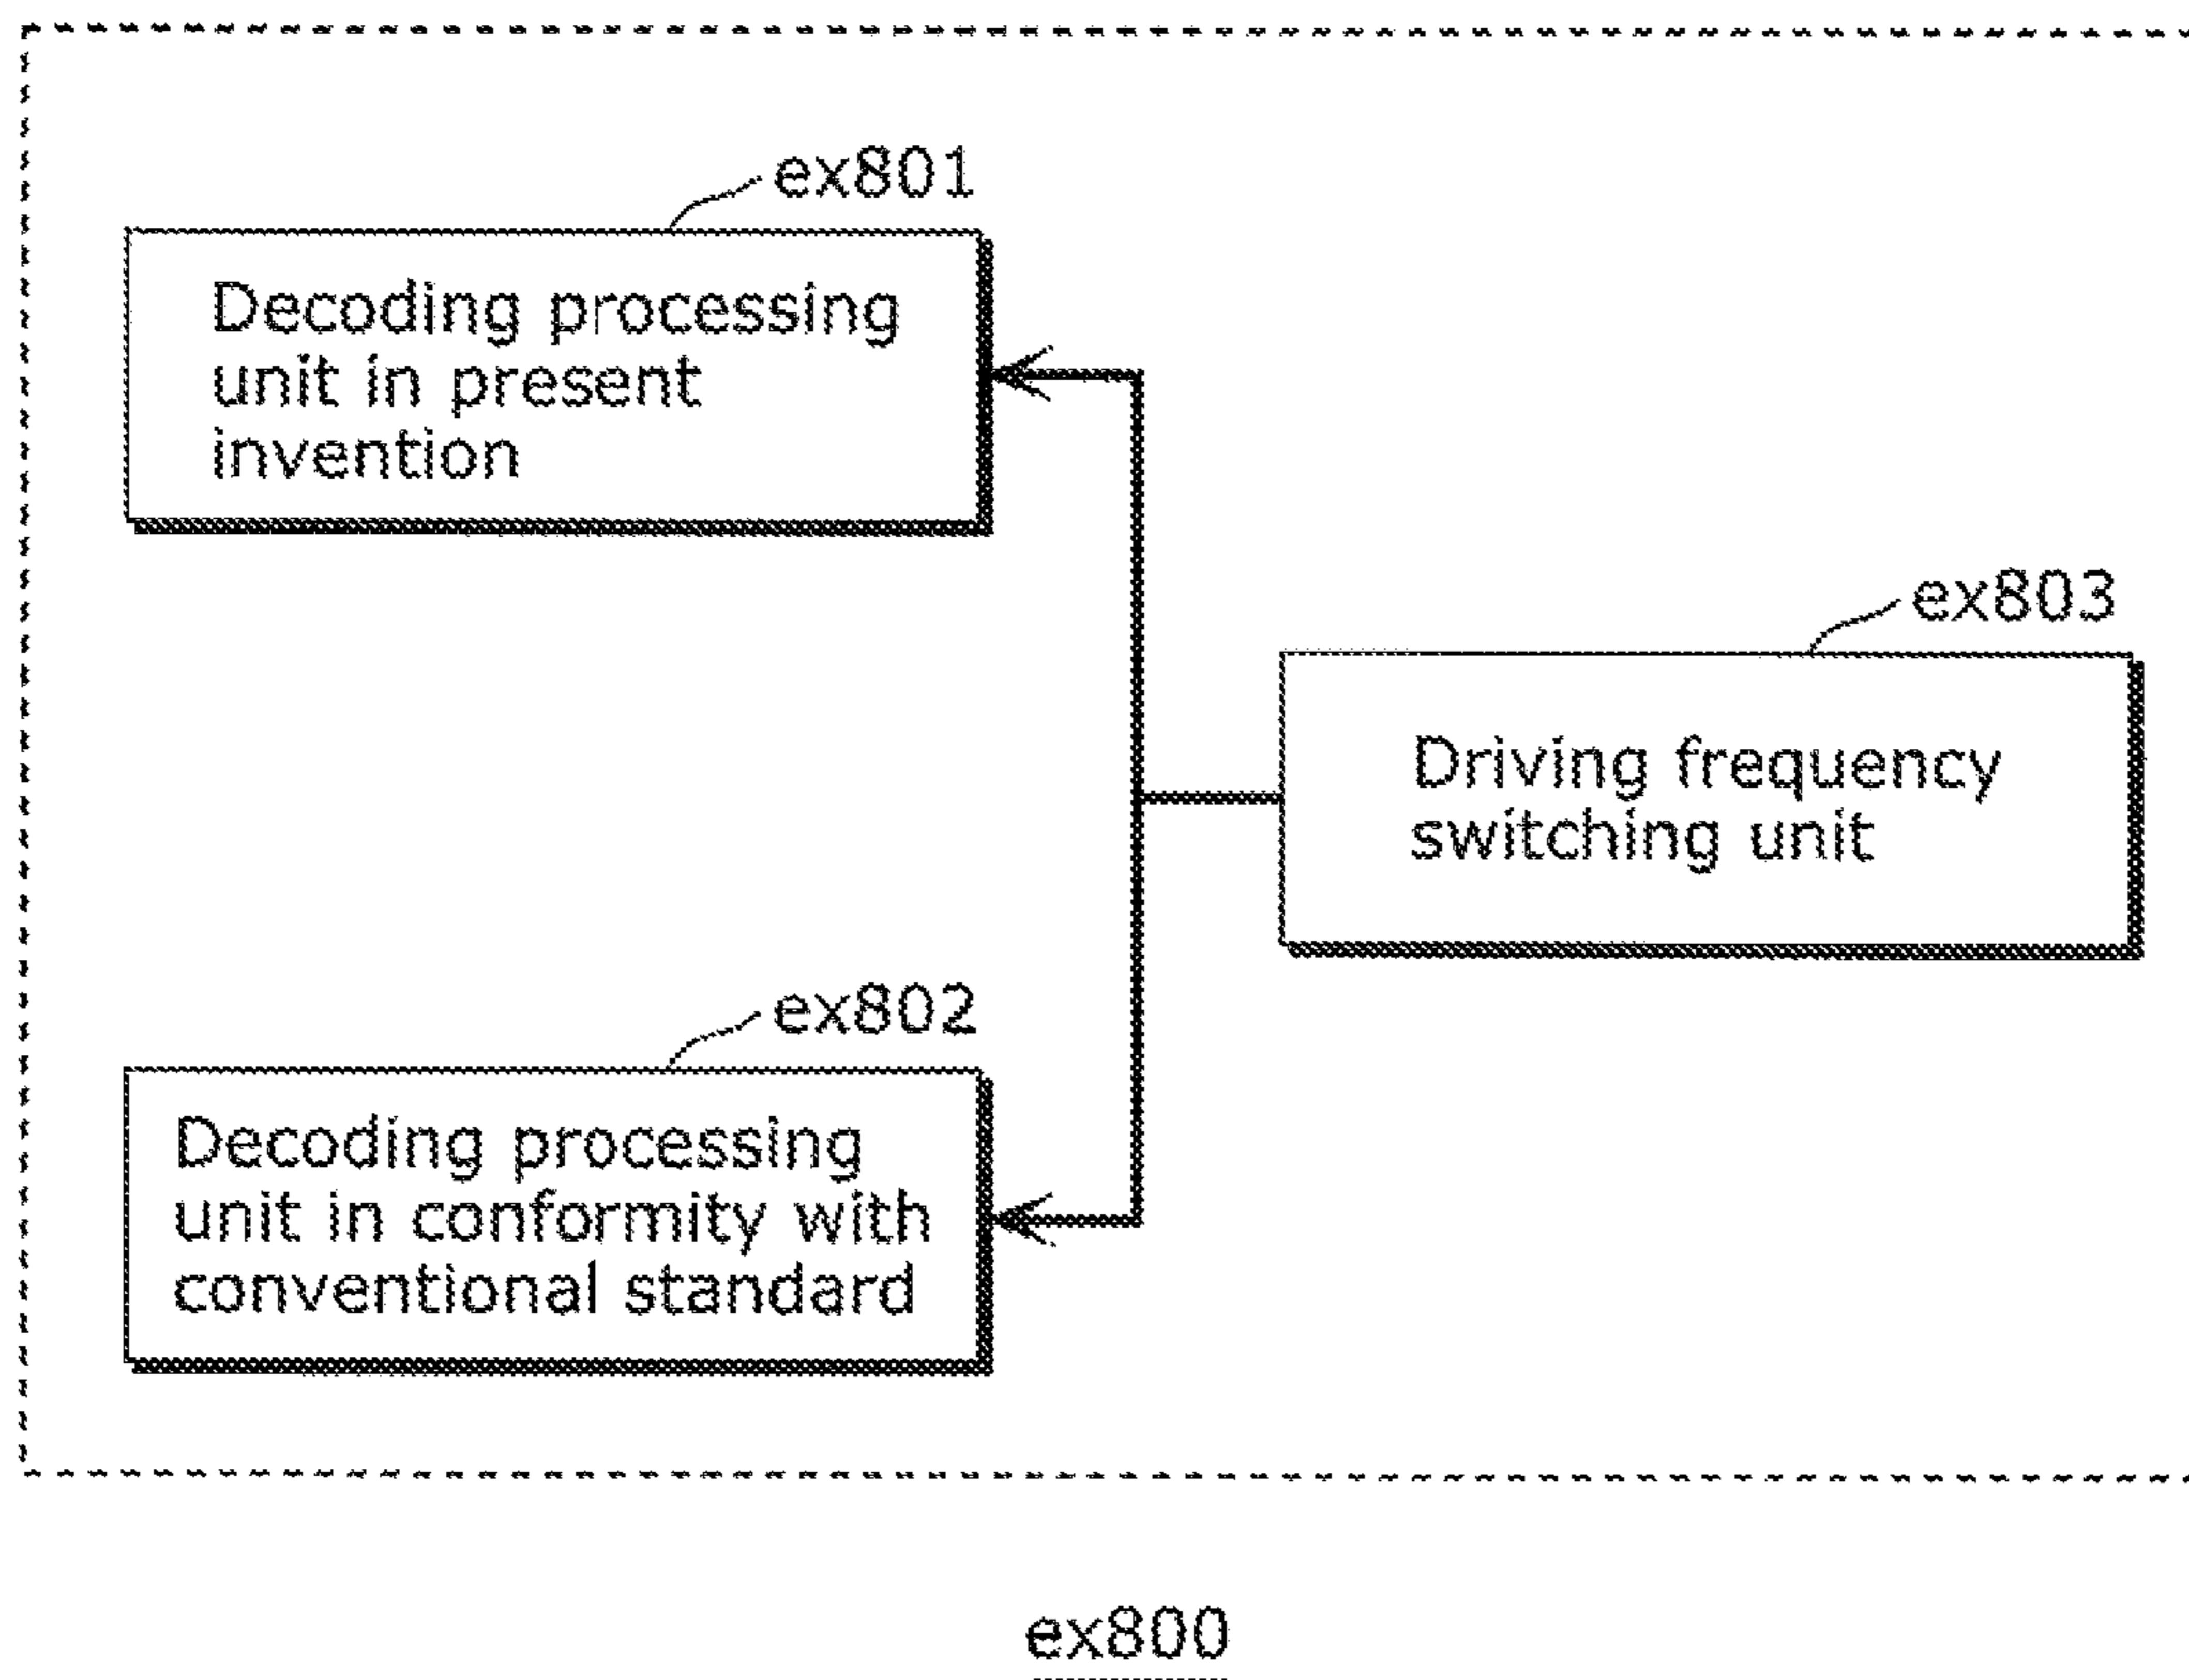 ex801
Decoding processing
unit in present
invention
ex803
Driving frequency
switching unit
ex802
Decoding processing
unit in conformity with
conventional standard
ex800